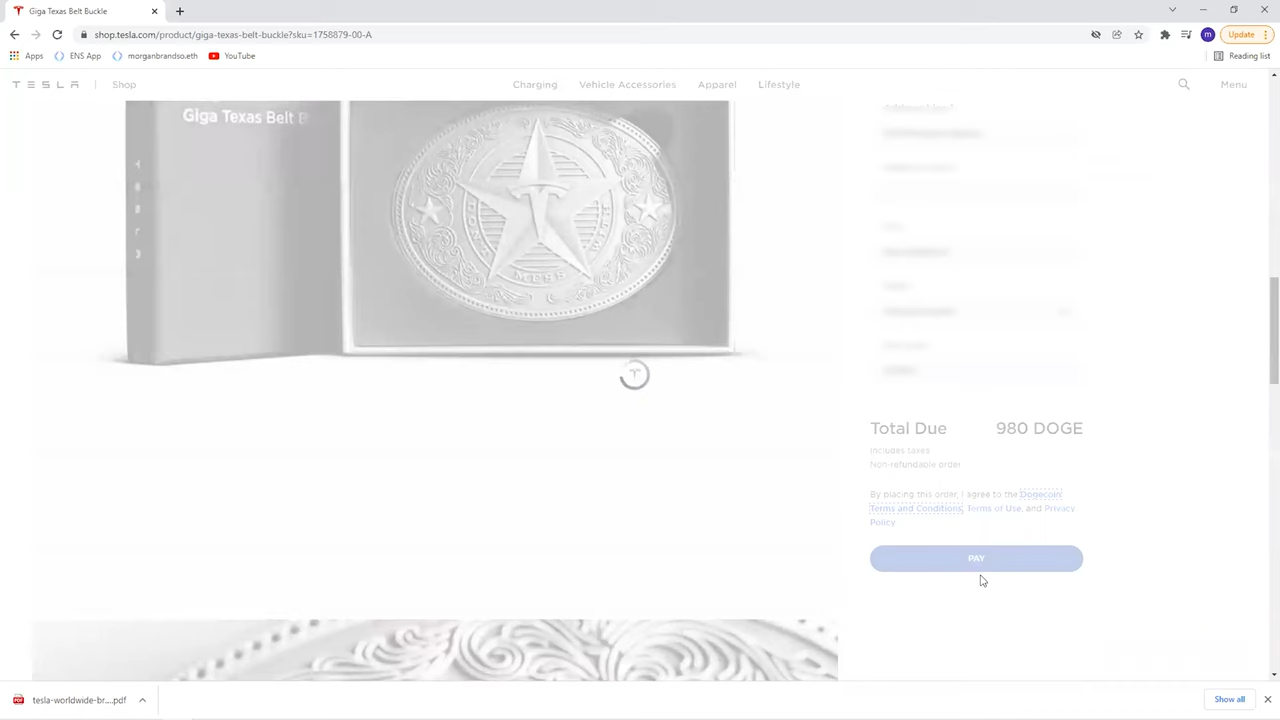 Giga Texas Belt Buckle
shop.tesla.com/product/giga-texas-belt-buckle?sku=1758879-00-A
m
Update
Apps
ENS App
morganbrandso.eth
YouTube
Reading list
TESLA
Shop
Charging
Vehicle Accessories
Apparel
Lifestyle
Menu
Giga Texas Belt B
MESS
WITH
Total Due
980 DOGE
Includes taxes
Non-refundable order
By placing this order, I agree to the Dogecoin
Terms and Conditions, Terms of Use, and Privacy
Policy
PAY
tesla-worldwide-br....pdf
Show all